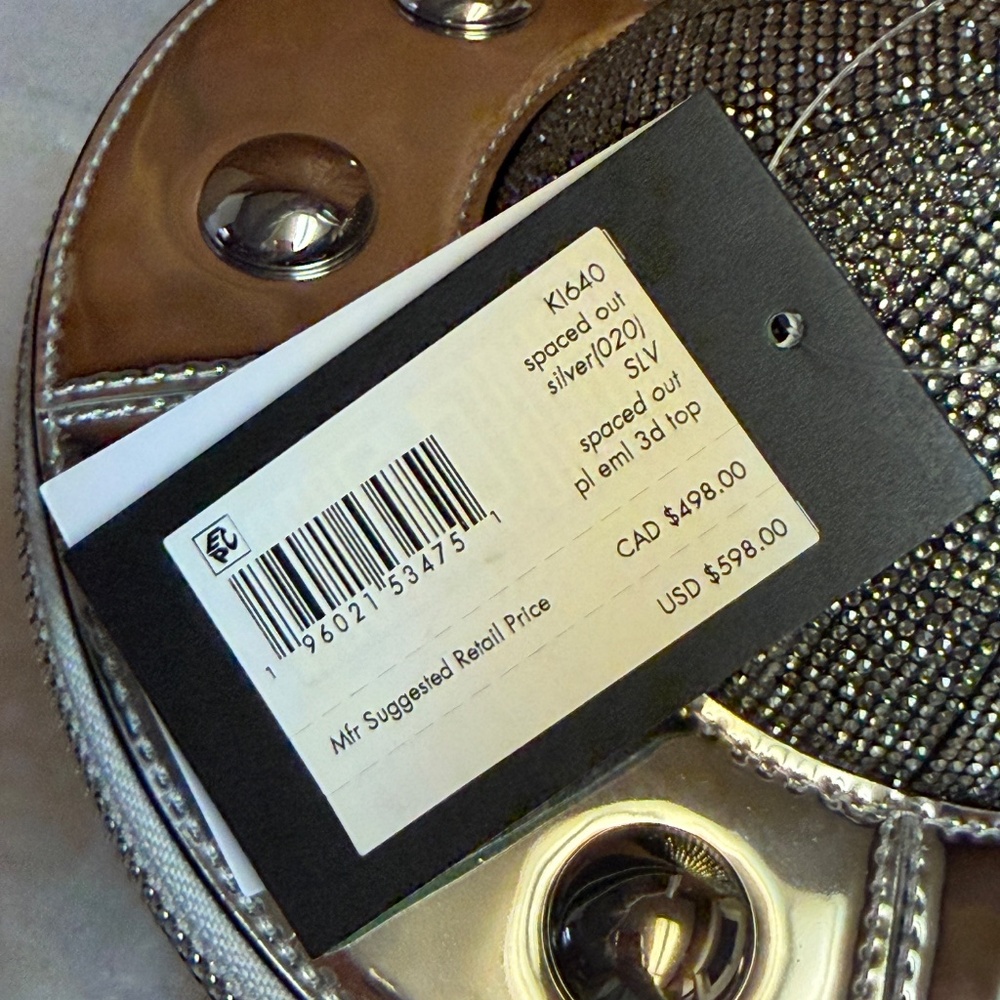 KI640
spaced out
silver(020)
SLV
spaced out
pl eml 3d top
1 96021 53475 1
CAD $498.00
Mfr Suggested Retail Price
USD $598.00